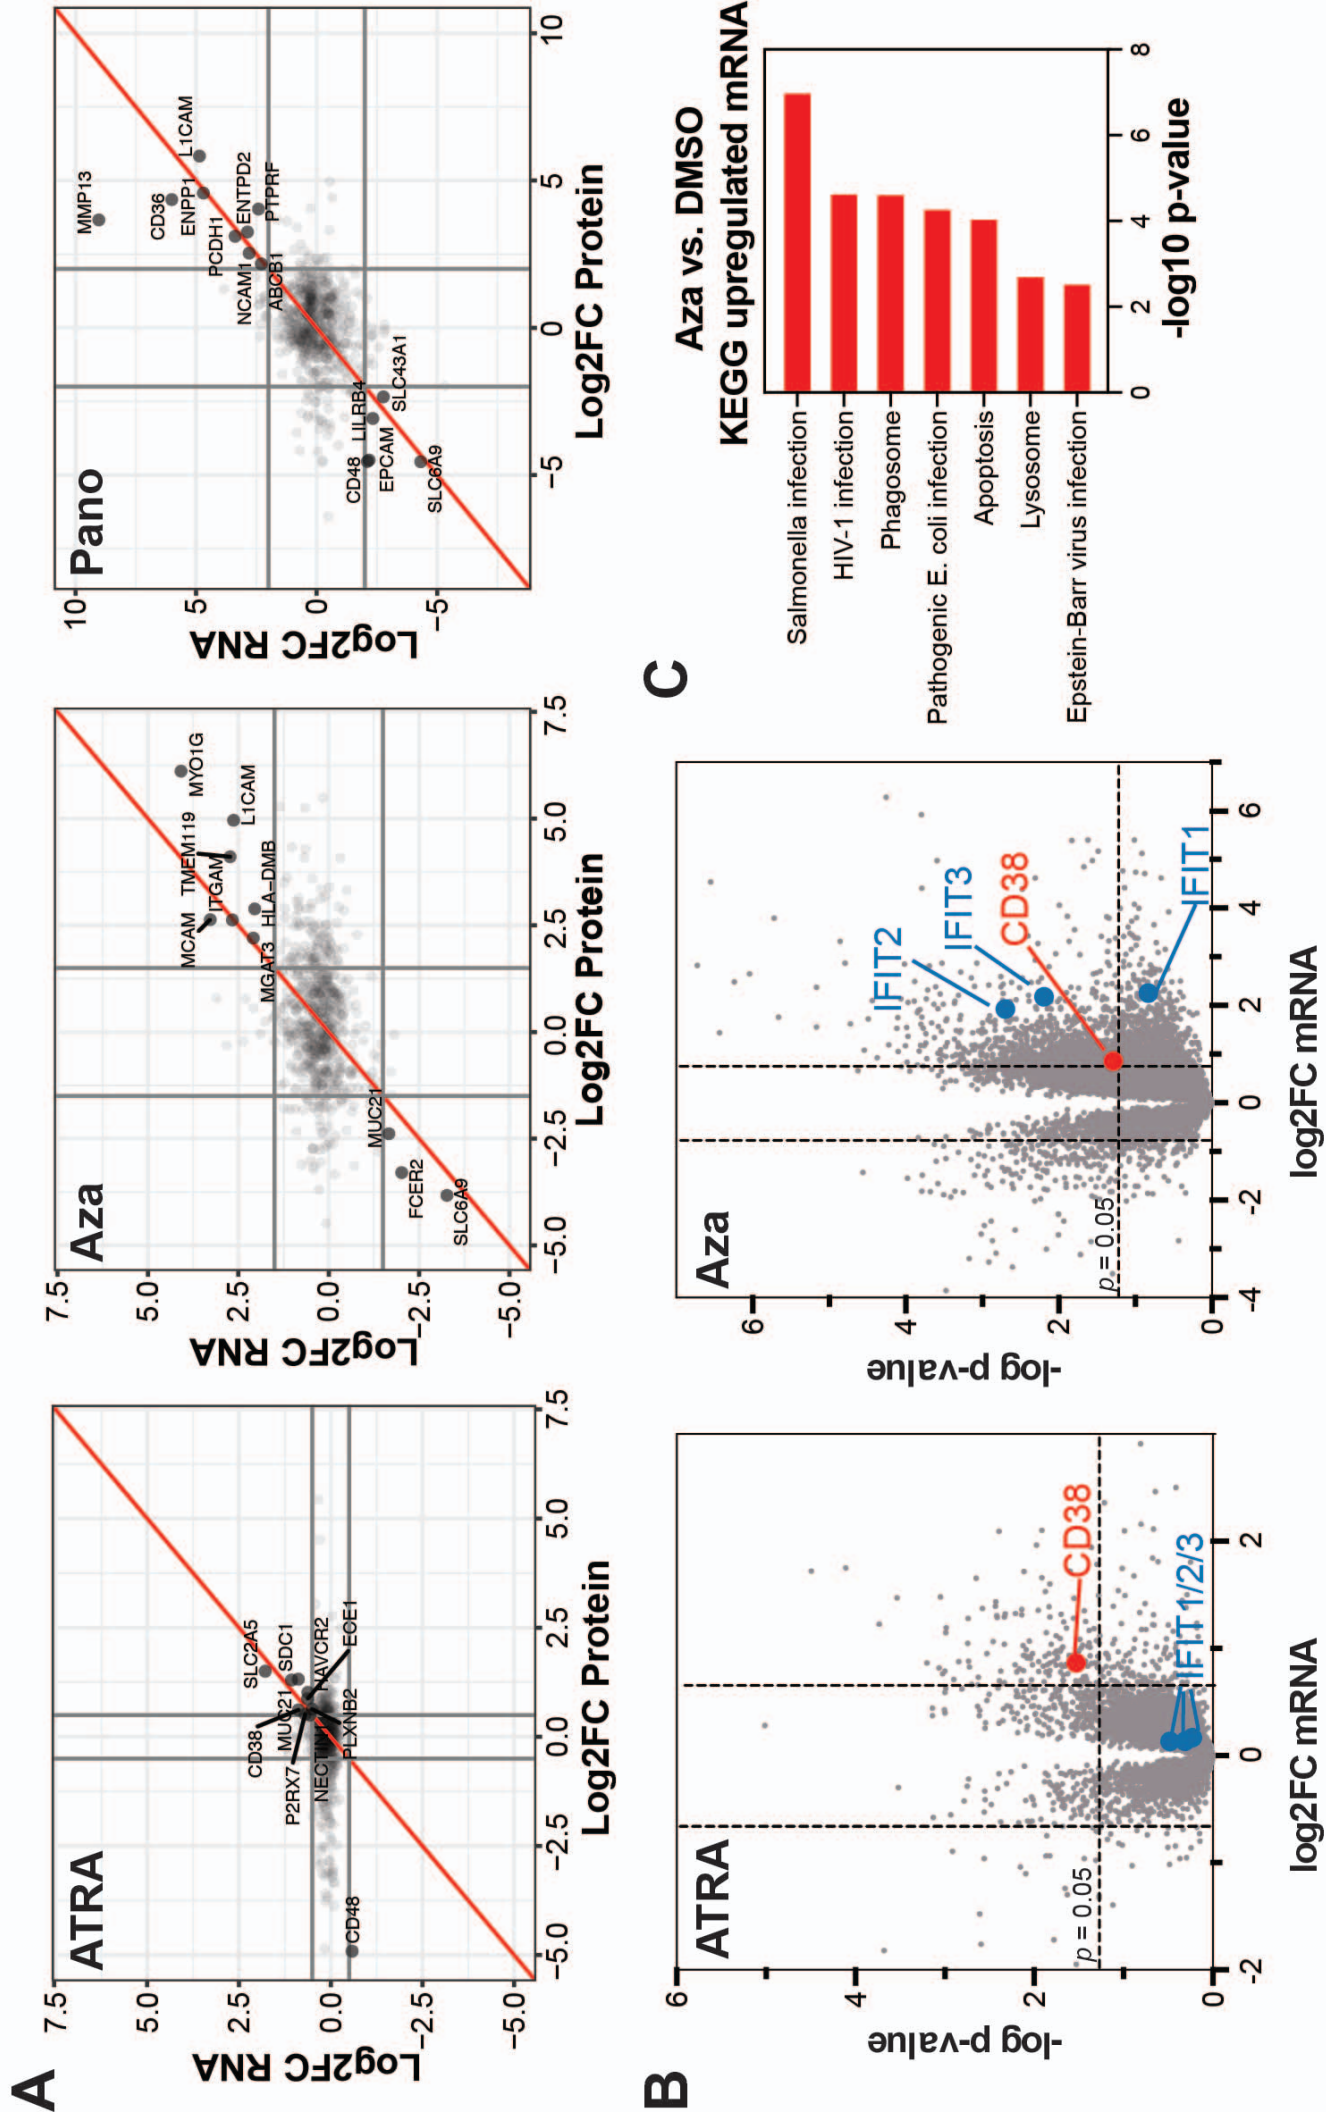 A
ATRA
7.5
5.0
2.5
0.0
−2.5
−5.0
Log2FC RNA
SLC2A5
SDC1
HAVCR2
ECE1
CD38
MUC21
P2RX7
PLXNB2
CD48
−5.0
−2.5
0.0
2.5
5.0
7.5
Log2FC Protein
Aza
7.5
5.0
2.5
0.0
−2.5
−5.0
Log2FC RNA
MYO1G
L1CAM
TMEM119
MCAM
ITGAM
HLA−DMB
MGAT3
MUC21
FCER2
SLC6A9
−5.0
−2.5
0.0
2.5
5.0
7.5
Log2FC Protein
Pano
10
5
0
−5
Log2FC RNA
MMP13
L1CAM
CD36
ENPP1
ENTPD2
PCDH1
PTPRF
NCAM1
ABCB1
LILRB4
SLC43A1
CD48
EPCAM
SLC6A9
−5
0
5
10
Log2FC Protein
B
ATRA
6
4
2
0
-log p-value
p = 0.05
CD38
IFIT1/2/3
-2
0
2
log2FC mRNA
Aza
6
4
2
0
-log p-value
p = 0.05
IFIT2
IFIT3
CD38
IFIT1
-4
-2
0
2
4
6
log2FC mRNA
C
Aza vs. DMSO
KEGG upregulated mRNA
Salmonella infection
HIV-1 infection
Phagosome
Pathogenic E. coli infection
Apoptosis
Lysosome
Epstein-Barr virus infection
0
2
4
6
8
-log10 p-value